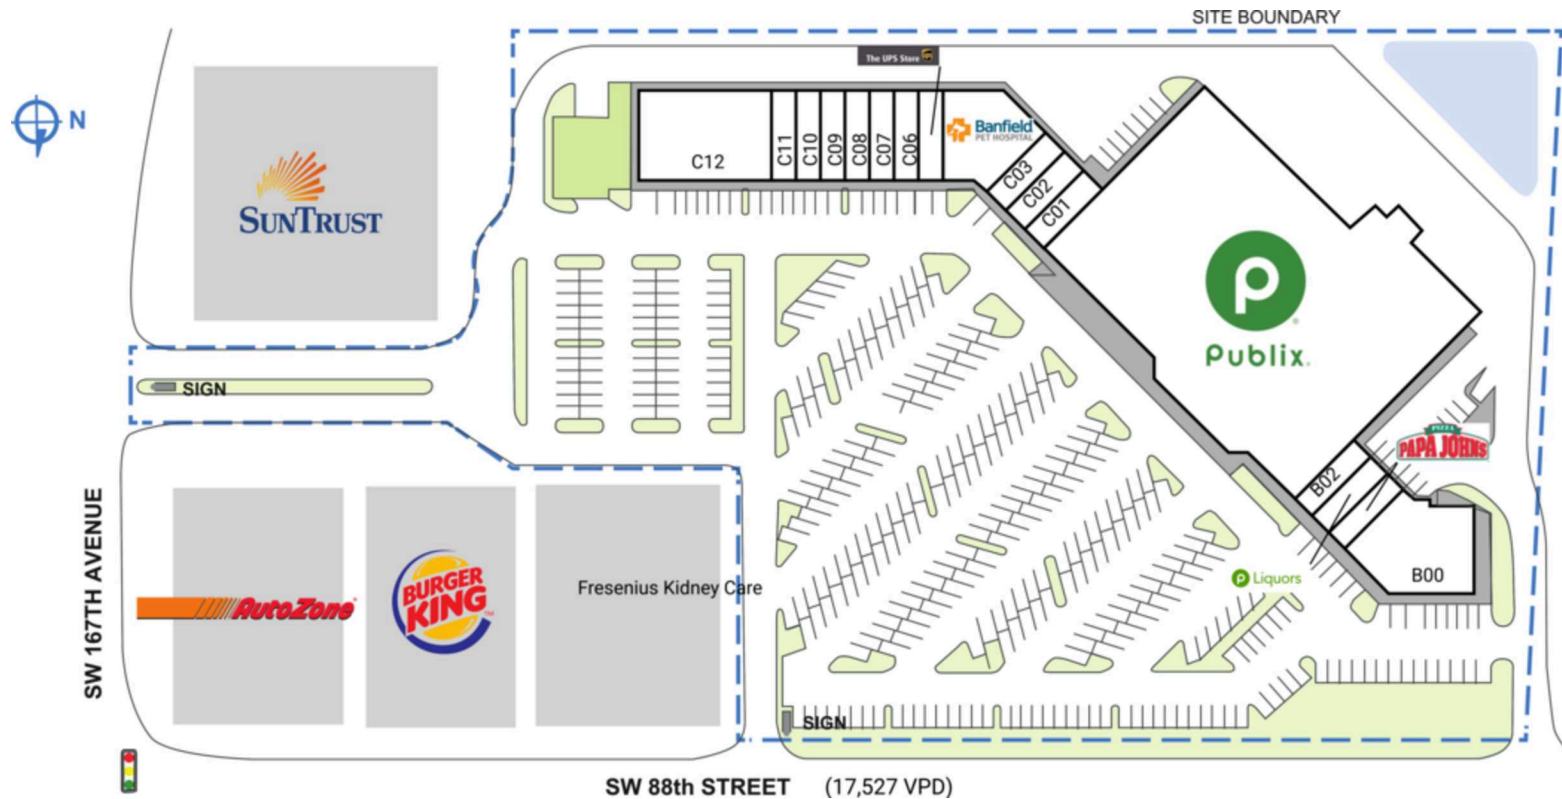 SITE BOUNDARY
The UPS Store
UPS
N
Banfield
PET HOSPITAL
C12
C11
C10
C09
C08
C07
C06
C03
C02
C01
SUNTRUST
Publix.
SIGN
PIZZA
PAPA JOHNS
B02
B00
Liquors
SW 167TH AVENUE
AutoZone
BURGER
KING
TM
Fresenius Kidney Care
SIGN
SW 88th STREET (17,527 VPD)